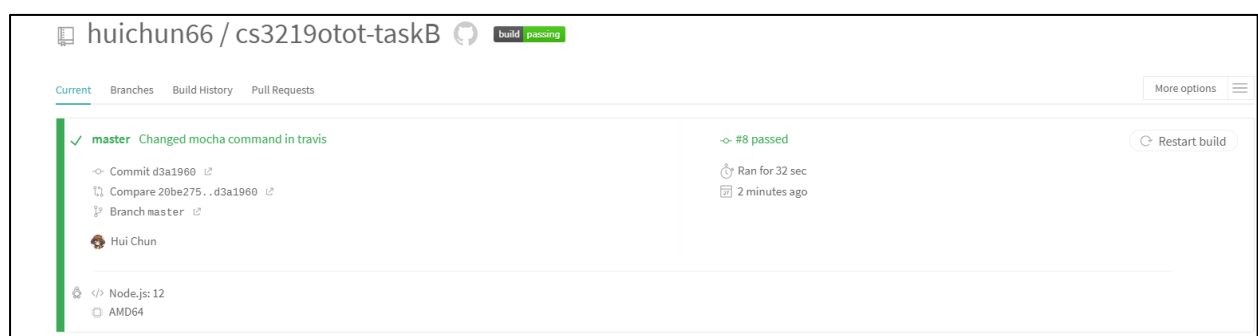 huichun66 / cs3219otot-taskB build passing
Current Branches Build History Pull Requests More options
master Changed mocha command in travis
Commit d3a1960
Compare 20be275..d3a1960
Branch master
Hui Chun
#8 passed
Ran for 32 sec
2 minutes ago
Restart build
Node.js: 12
AMD64